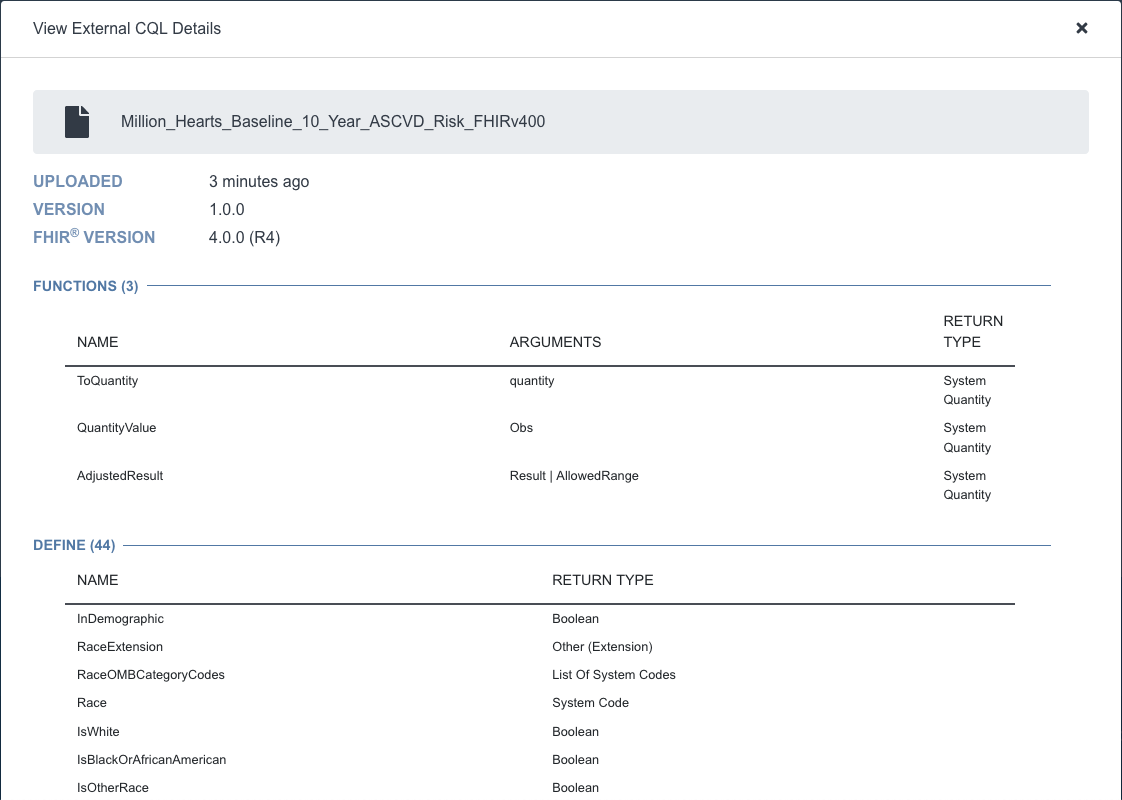 View External CQL Details
Million_Hearts_Baseline_10_Year_ASCVD_Risk_FHIRv400
UPLOADED 3 minutes ago
VERSION 1.0.0
FHIR® VERSION 4.0.0 (R4)
FUNCTIONS (3)
NAME ARGUMENTS RETURN TYPE
ToQuantity quantity System Quantity
QuantityValue Obs System Quantity
AdjustedResult Result | AllowedRange System Quantity
DEFINE (44)
NAME RETURN TYPE
InDemographic Boolean
RaceExtension Other (Extension)
RaceOMBCategoryCodes List Of System Codes
Race System Code
IsWhite Boolean
IsBlackOrAfricanAmerican Boolean
IsOtherRace Boolean